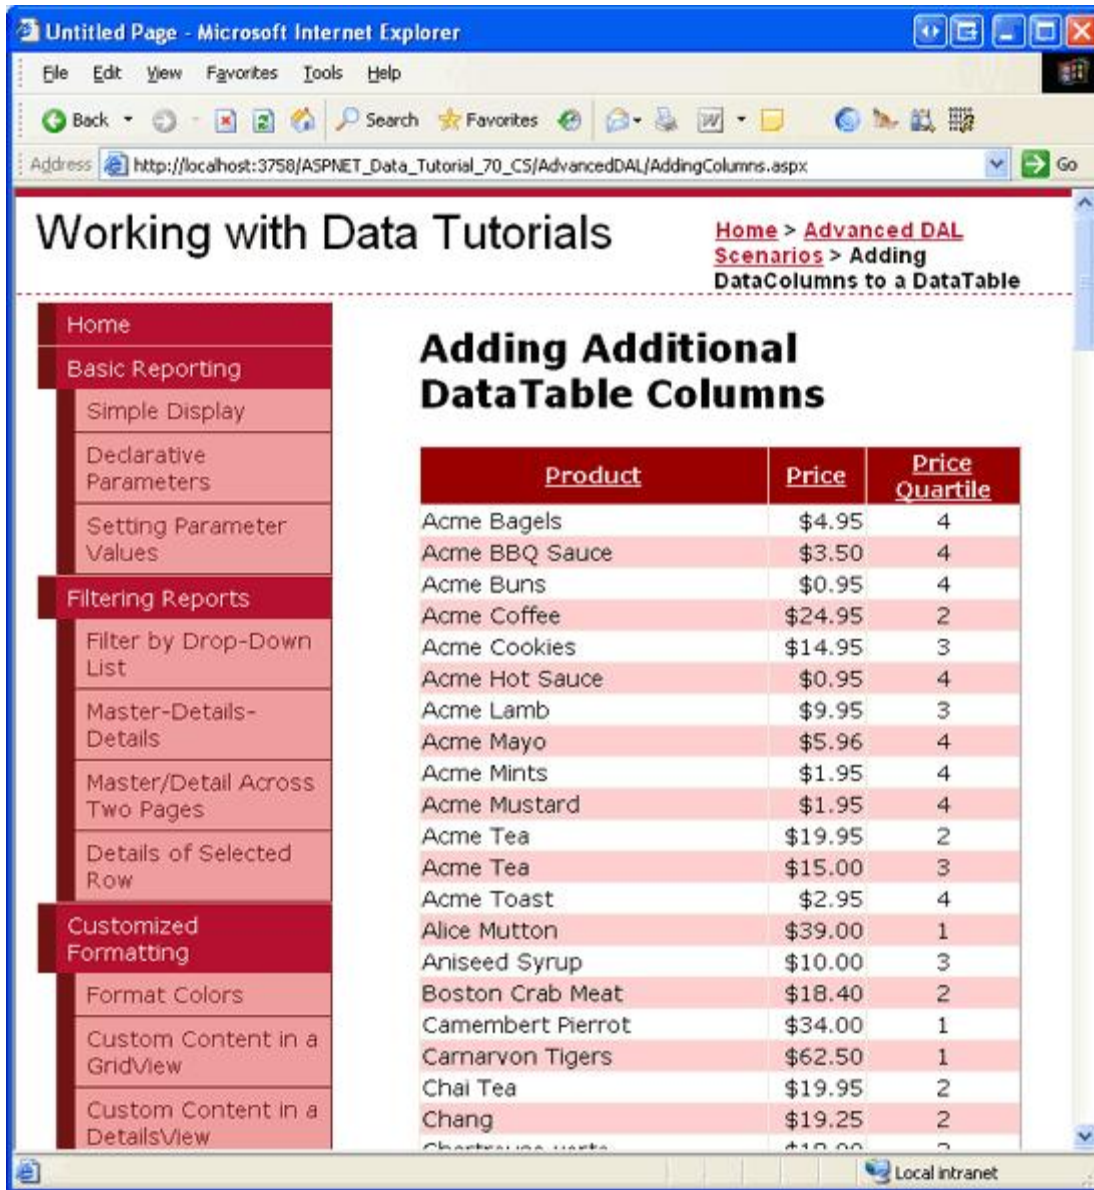 Untitled Page - Microsoft Internet Explorer
File Edit View Favorites Tools Help
Back Search Favorites
Address http://localhost:3758/ASPNET_Data_Tutorial_70_CS/AdvancedDAL/AddingColumns.aspx Go
Working with Data Tutorials
Home > Advanced DAL
Scenarios > Adding
DataColumns to a DataTable
Home
Basic Reporting
Simple Display
Declarative
Parameters
Setting Parameter
Values
Filtering Reports
Filter by Drop-Down
List
Master-Details-
Details
Master/Detail Across
Two Pages
Details of Selected
Row
Customized
Formatting
Format Colors
Custom Content in a
GridView
Custom Content in a
DetailsView
Adding Additional
DataTable Columns
Product Price Price
Quartile
Acme Bagels $4.95 4
Acme BBQ Sauce $3.50 4
Acme Buns $0.95 4
Acme Coffee $24.95 2
Acme Cookies $14.95 3
Acme Hot Sauce $0.95 4
Acme Lamb $9.95 3
Acme Mayo $5.96 4
Acme Mints $1.95 4
Acme Mustard $1.95 4
Acme Tea $19.95 2
Acme Tea $15.00 3
Acme Toast $2.95 4
Alice Mutton $39.00 1
Aniseed Syrup $10.00 3
Boston Crab Meat $18.40 2
Camembert Pierrot $34.00 1
Carnarvon Tigers $62.50 1
Chai Tea $19.95 2
Chang $19.25 2
Local intranet